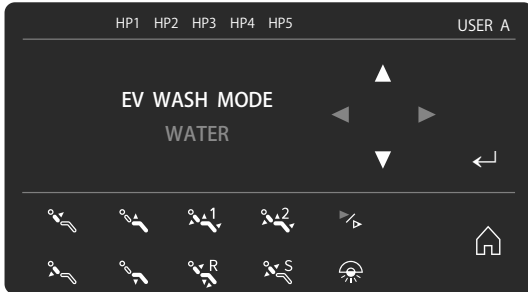 HP1 HP2 HP3 HP4 HP5 USER A
EV WASH MODE
WATER
1 2
R S